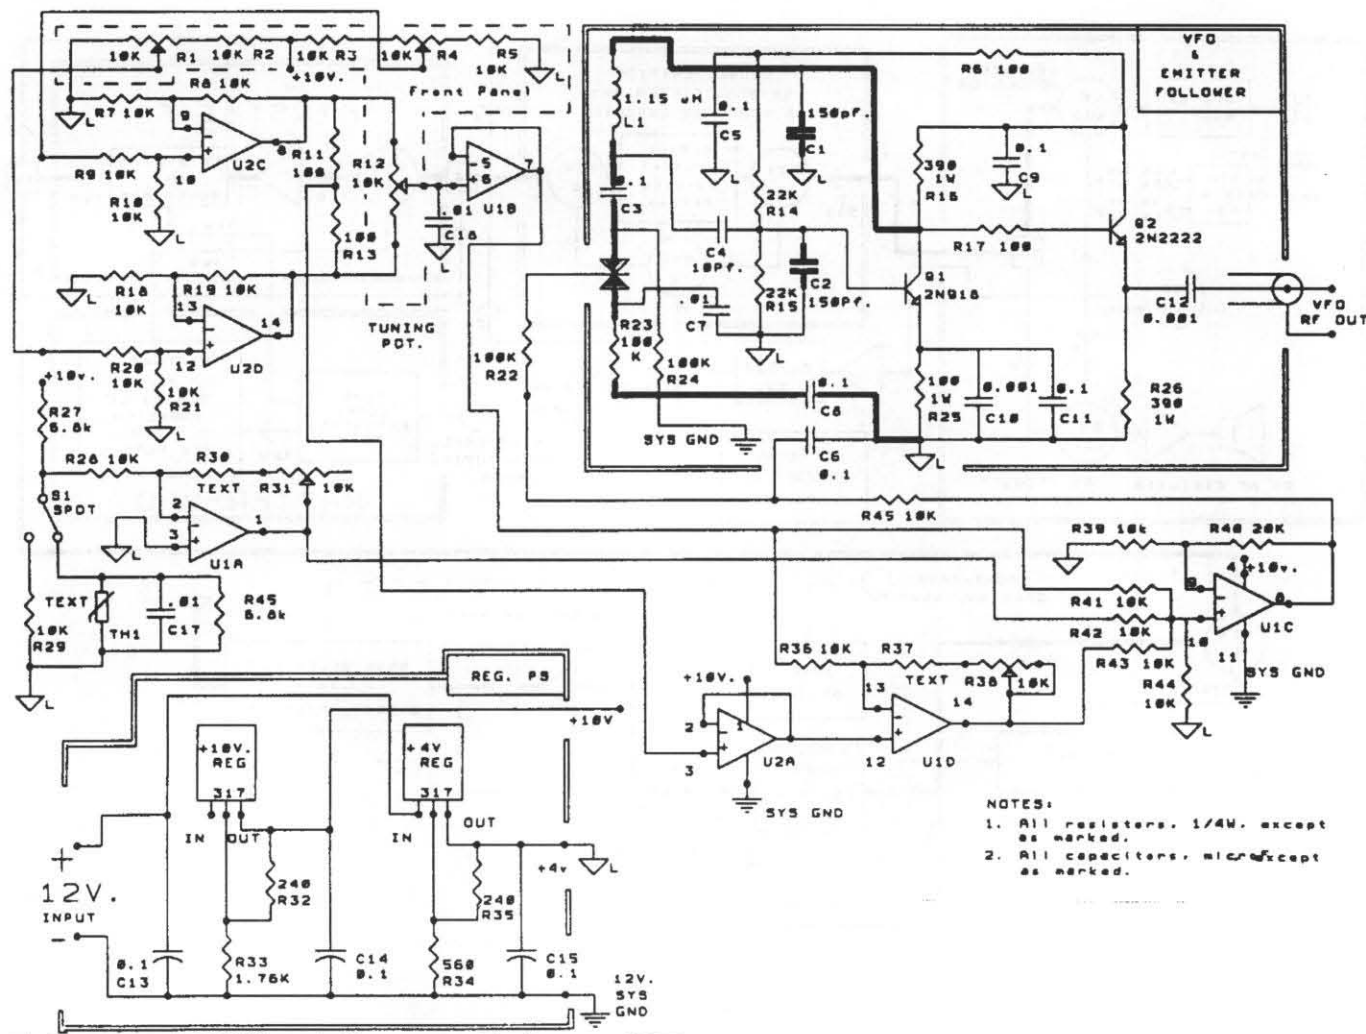 10K R1 10K R2 10K R3 10K R4 R5
10K
+10V.
Front Panel
L
R8 10K
R7 10K
L
9
-
+
10
8
U2C
R9 10K
R10
10K
L
R11
100
R12
10K
100
R13
.01
C16
L
5
-
+
6
7
U1B
R18
10K
L
R19 10K
13
-
+
12
14
U2D
R20
10K
10K
R21
L
TUNING
POT.
VFO
&
EMITTER
FOLLOWER
R6 100
1.15 uH
L1
0.1
C5
L
150pf.
C1
L
0.1
C3
22K
R14
390
1W
R16
0.1
C9
L
C4
10Pf.
R17 100
Q2
2N2222
C2
150Pf.
22K
R15
L
Q1
2N918
.01
C7
C12
0.001
VFO
RF OUT
R23
100
K
100K
R24
100K
R22
100
1W
R25
0.001
C10
0.1
C11
R26
390
1W
0.1
C8
SYS GND
C6
0.1
L
+10v.
R27
6.8k
R28 10K
R30
TEXT
R31
10K
S1
SPOT
2
-
3
+
1
U1A
L
TEXT
TH1
.01
C17
R45
6.8k
10K
R29
L
R45 10K
R39 10k
R40 20K
L
4
+10v.
9
-
+
10
8
U1C
11
SYS GND
R41 10K
R42 10K
R43 10K
R44
10K
L
R36 10K
R37
TEXT
R38
10K
+10V.
2
-
+
3
1
U2A
SYS GND
13
-
+
12
14
U1D
REG. PS
+10V
+10V.
REG
317
IN OUT
+4V
REG
317
IN
OUT
+
12V.
INPUT
-
240
R32
240
R35
+4v
L
0.1
C13
R33
1.76K
C14
0.1
560
R34
C15
0.1
12V.
SYS
GND
NOTES:
1. All resisters, 1/4W. except
as marked.
2. All capacitors, microF except
as marked.